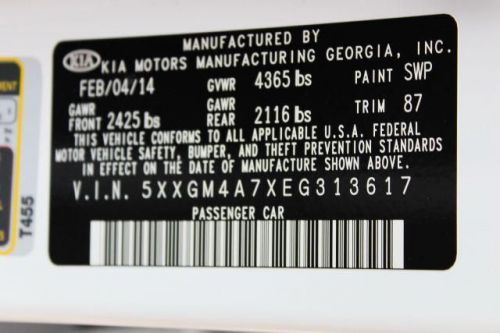 MANUFACTURED BY
KIA KIA MOTORS MANUFACTURING GEORGIA, INC.
FEB/04/14 GVWR 4365 lbs PAINT SWP
GAWR FRONT 2425 lbs GAWR REAR 2116 lbs TRIM 87
THIS VEHICLE CONFORMS TO ALL APPLICABLE U.S.A. FEDERAL
MOTOR VEHICLE SAFETY, BUMPER, AND THEFT PREVENTION STANDARDS
IN EFFECT ON THE DATE OF MANUFACTURE SHOWN ABOVE.
V.I.N. 5XXGM4A7XEG313617
PASSENGER CAR
T455